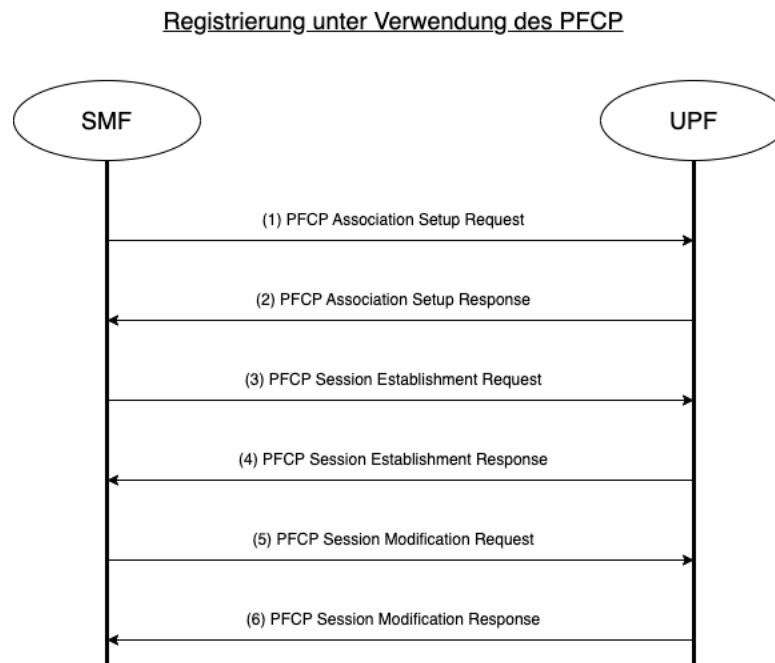 Registrierung unter Verwendung des PFCP
SMF
UPF
(1) PFCP Association Setup Request
(2) PFCP Association Setup Response
(3) PFCP Session Establishment Request
(4) PFCP Session Establishment Response
(5) PFCP Session Modification Request
(6) PFCP Session Modification Response